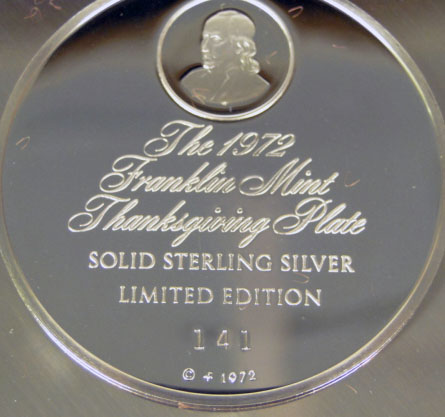 The 1972
Franklin Mint
Thanksgiving Plate
SOLID STERLING SILVER
LIMITED EDITION
141
© f 1972